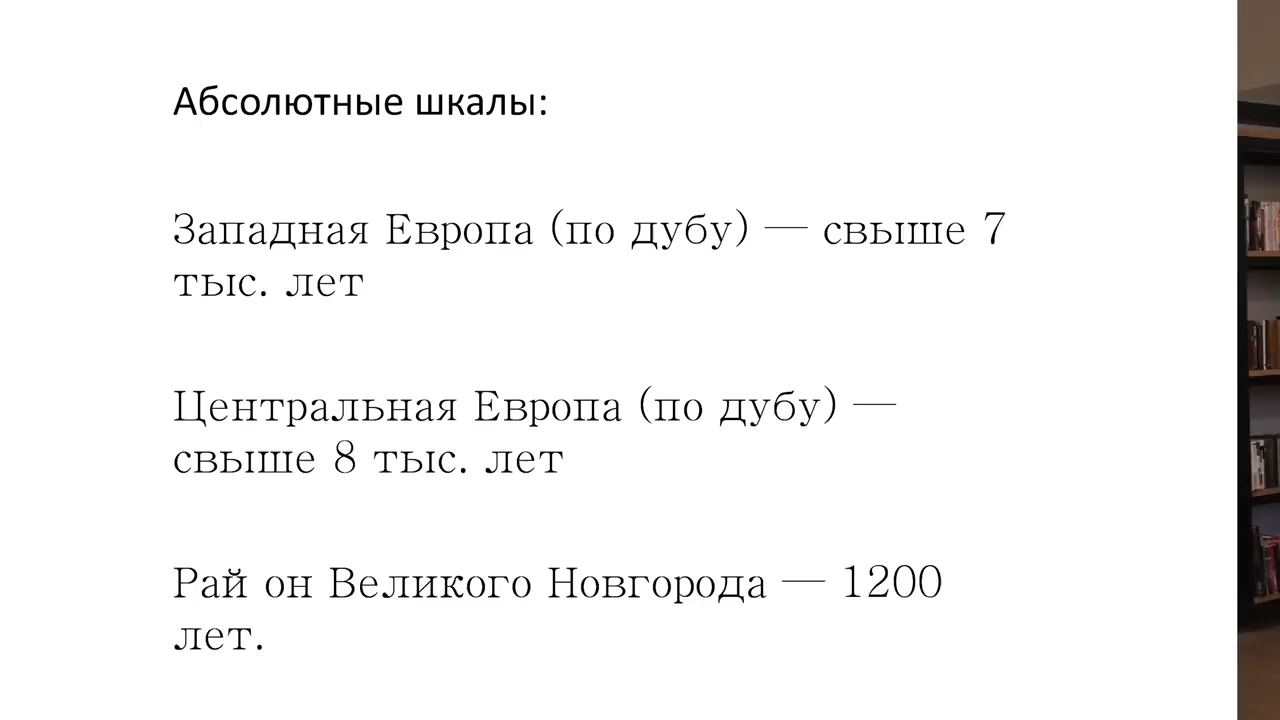 Абсолютные шкалы:
Западная Европа (по дубу) — свыше 7
тыс. лет
Центральная Европа (по дубу) —
свыше 8 тыс. лет
Рай он Великого Новгорода — 1200
лет.